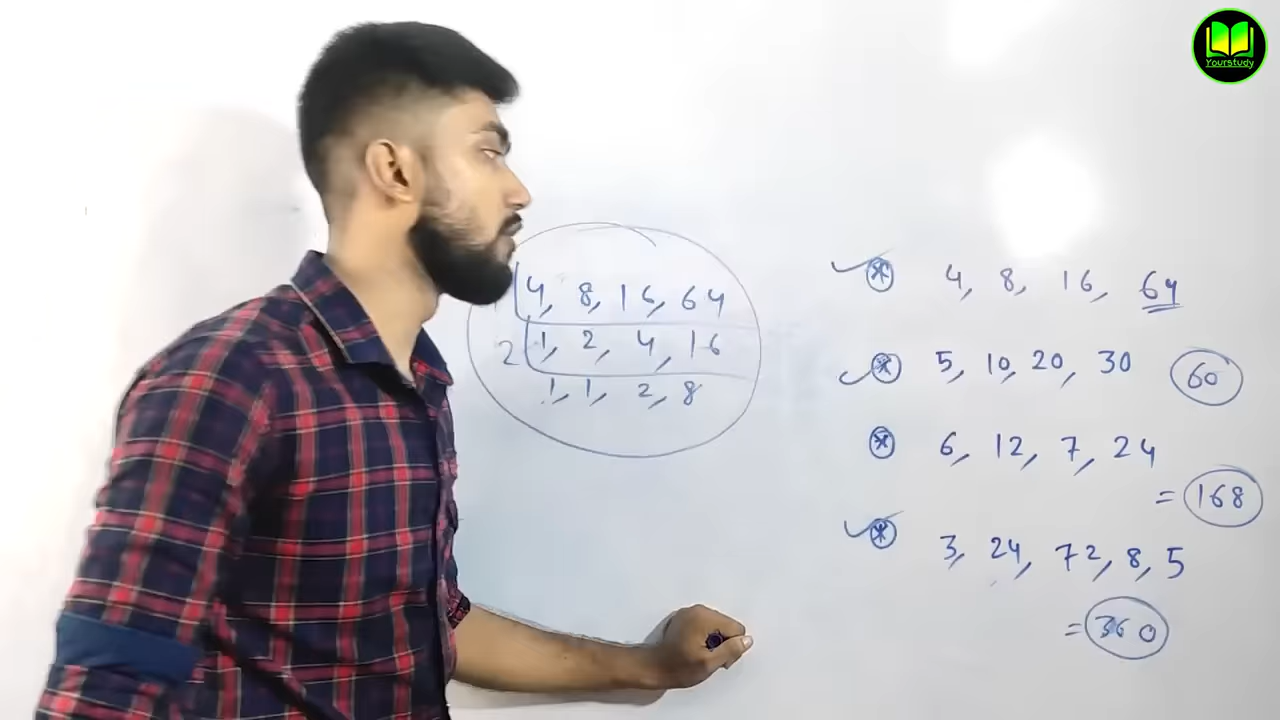 Yourstudy
4, 8, 16, 64
2 1, 2, 4, 16
1, 1, 2, 8
* 4, 8, 16, 64
* 5, 10, 20, 30 60
* 6, 12, 7, 24
= 168
* 3, 24, 72, 8, 5
= 360